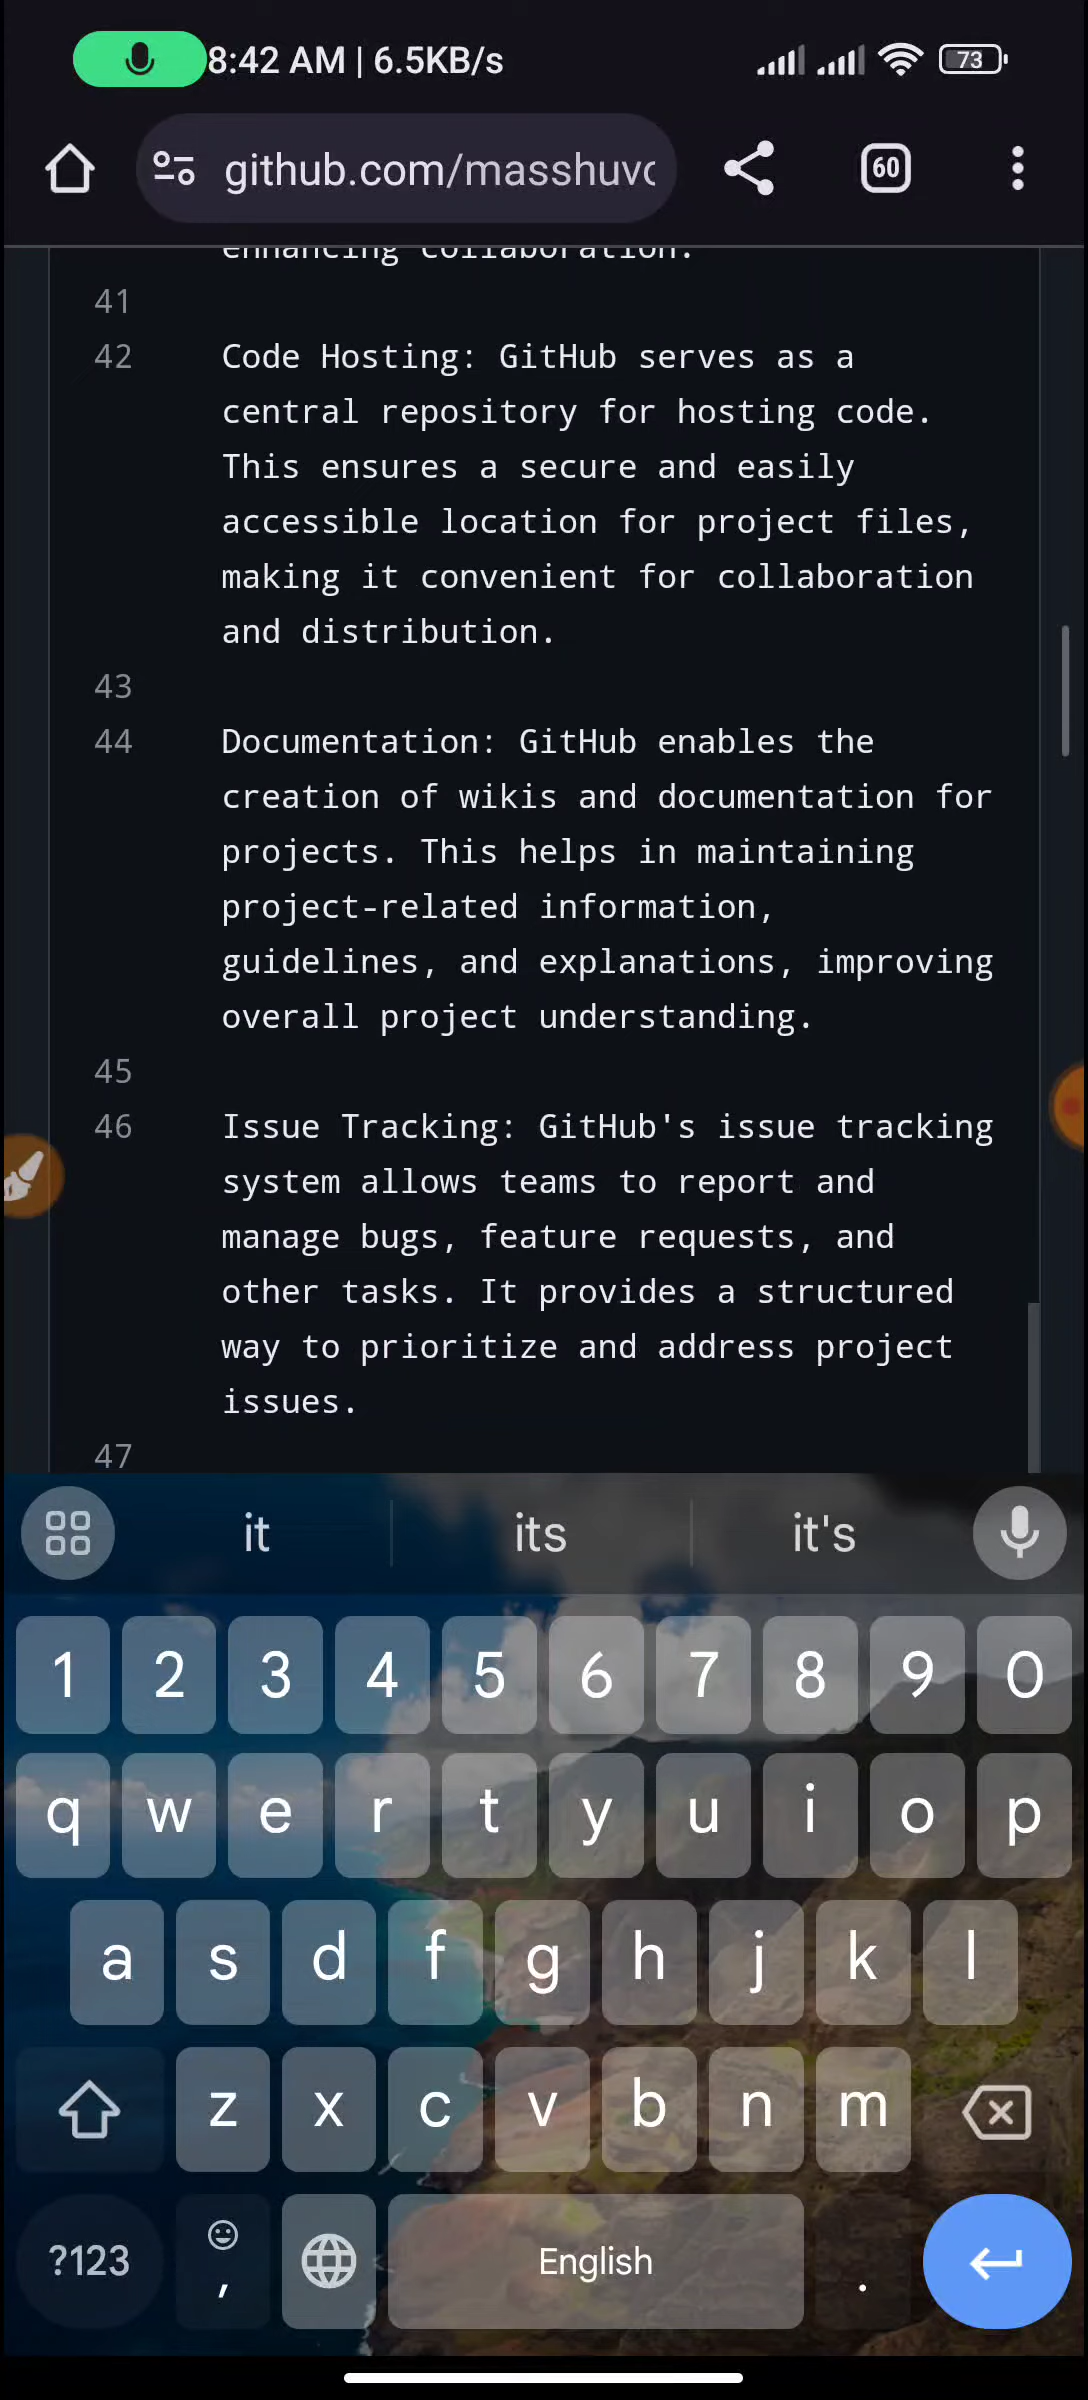 8:42 AM | 6.5KB/s
73
github.com/masshuvo
60
enhancing collaboration.
41
42 Code Hosting: GitHub serves as a
central repository for hosting code.
This ensures a secure and easily
accessible location for project files,
making it convenient for collaboration
and distribution.
43
44 Documentation: GitHub enables the
creation of wikis and documentation for
projects. This helps in maintaining
project-related information,
guidelines, and explanations, improving
overall project understanding.
45
46 Issue Tracking: GitHub's issue tracking
system allows teams to report and
manage bugs, feature requests, and
other tasks. It provides a structured
way to prioritize and address project
issues.
47
it its it's
1 2 3 4 5 6 7 8 9 0
q w e r t y u i o p
a s d f g h j k l
z x c v b n m
?123 , English .